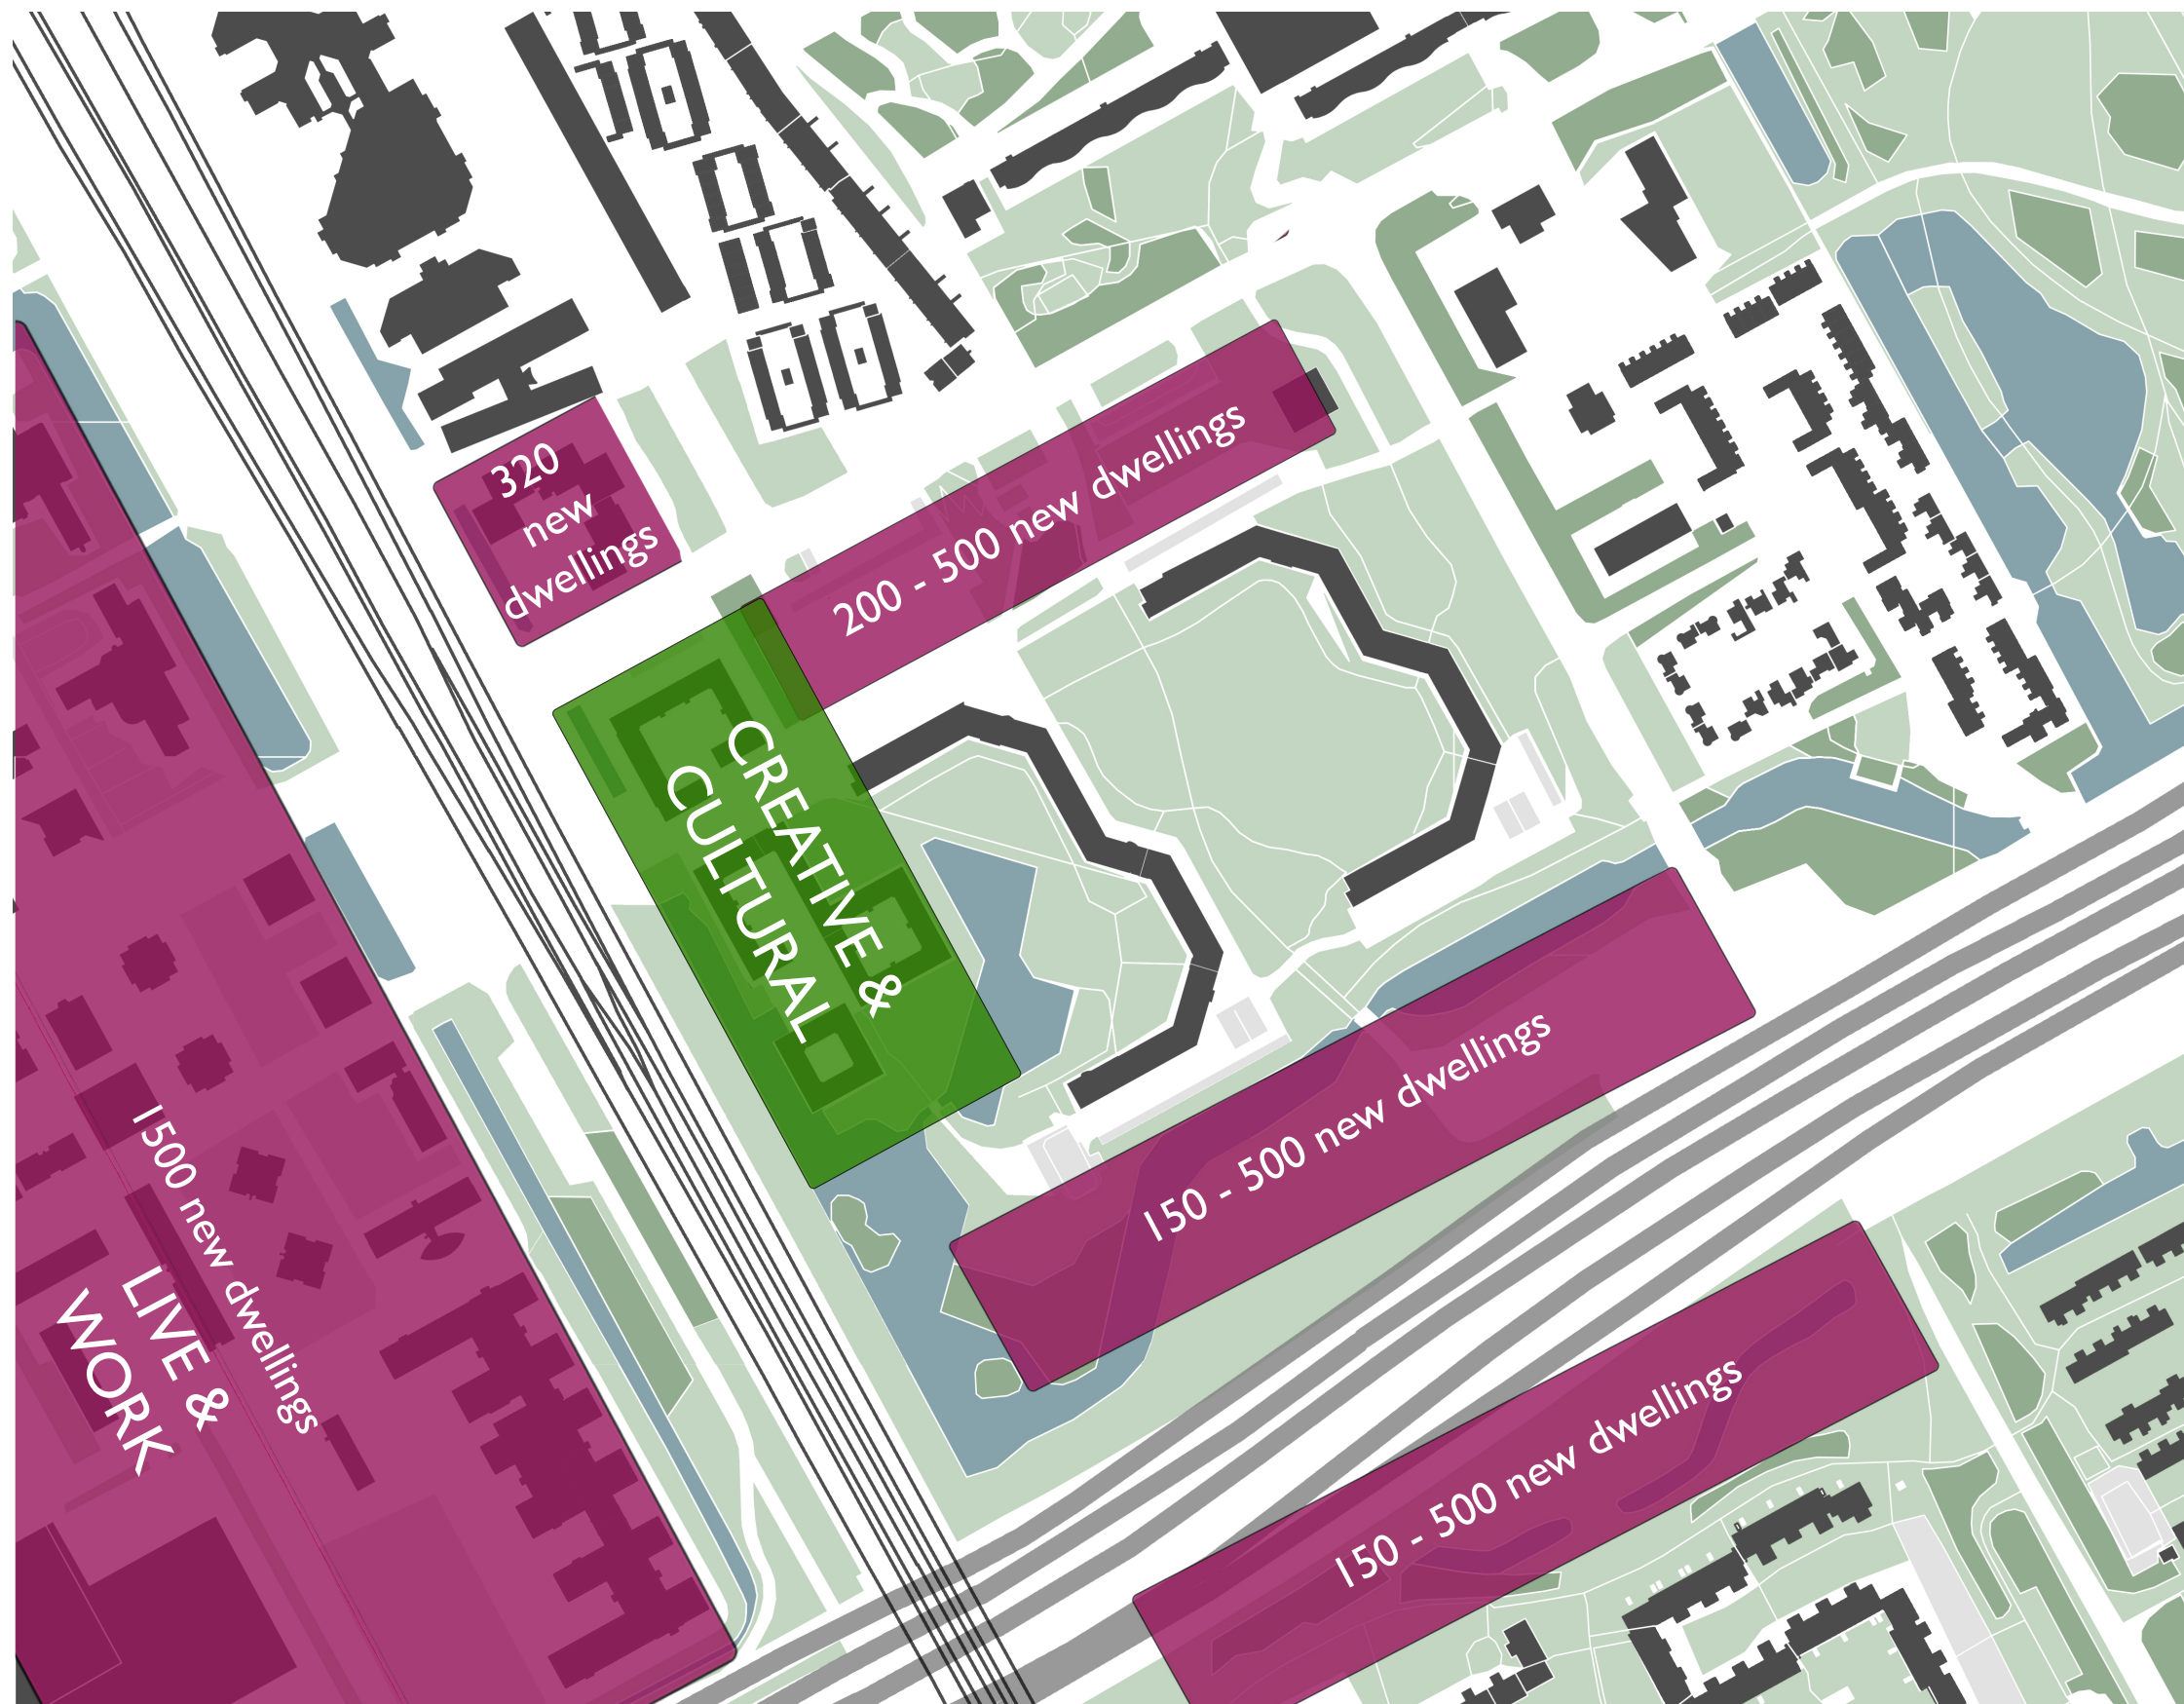 320
new
dwellings
200 - 500 new dwellings
CREATIVE &
CULTURAL
150 - 500 new dwellings
1500 new dwellings
LIVE &
WORK
150 - 500 new dwellings